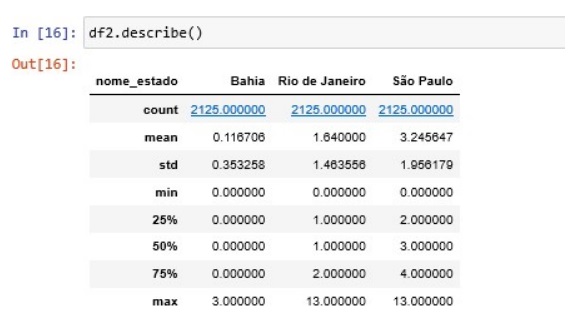 In [16]: df2.describe()
Out[16]:
nome_estado Bahia Rio de Janeiro São Paulo
count 2125.000000 2125.000000 2125.000000
mean 0.116706 1.640000 3.245647
std 0.353258 1.463556 1.956179
min 0.000000 0.000000 0.000000
25% 0.000000 1.000000 2.000000
50% 0.000000 1.000000 3.000000
75% 0.000000 2.000000 4.000000
max 3.000000 13.000000 13.000000